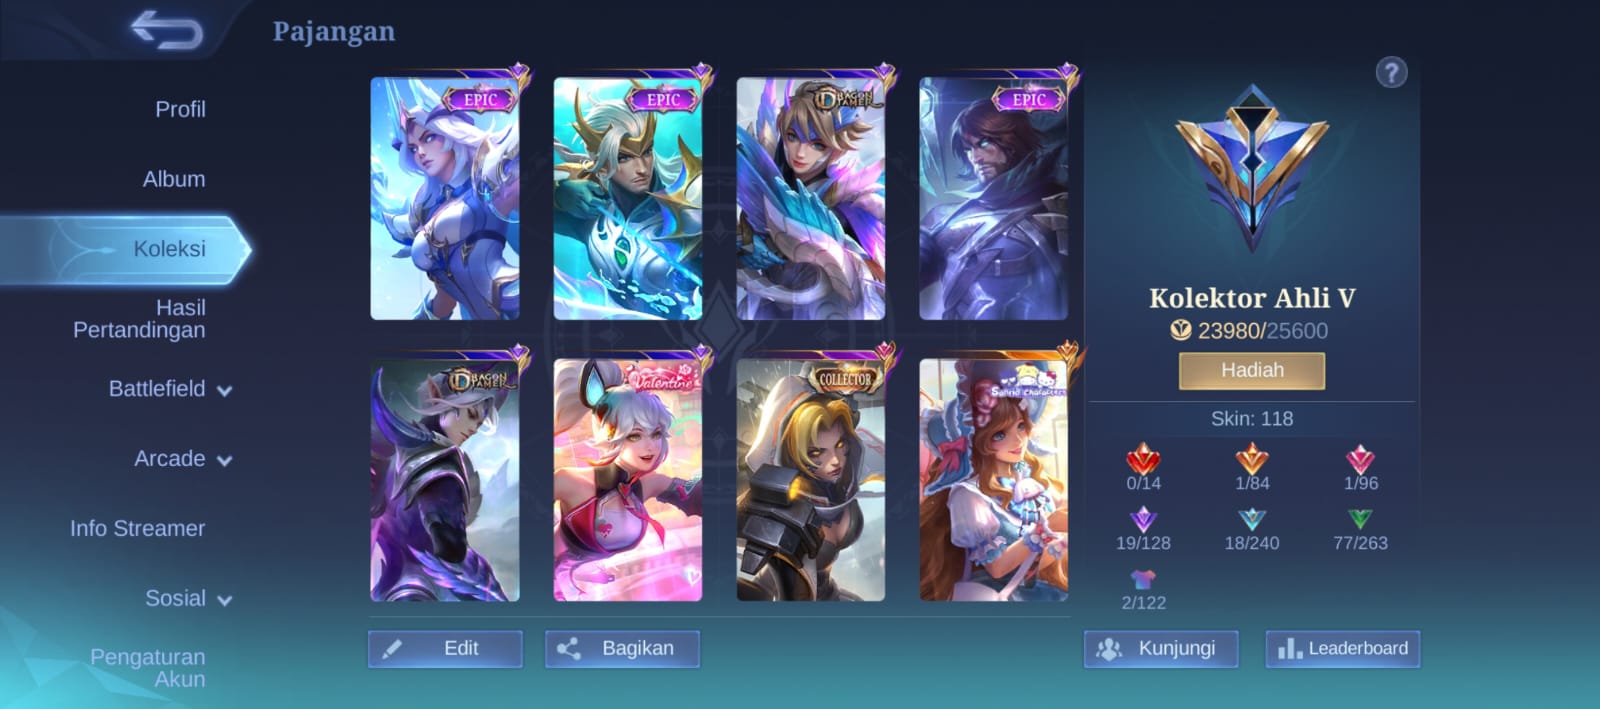 Pajangan
Profil
Album
Koleksi
Hasil
Pertandingan
Battlefield
Arcade
Info Streamer
Sosial
Pengaturan
Akun
EPIC
EPIC
DRAGON
TAMER
EPIC
DRAGON
TAMER
Valentine
COLLECTOR
Sanrio characters
Edit
Bagikan
?
Kolektor Ahli V
23980/25600
Hadiah
Skin: 118
0/14
1/84
1/96
19/128
18/240
77/263
2/122
Kunjungi
Leaderboard